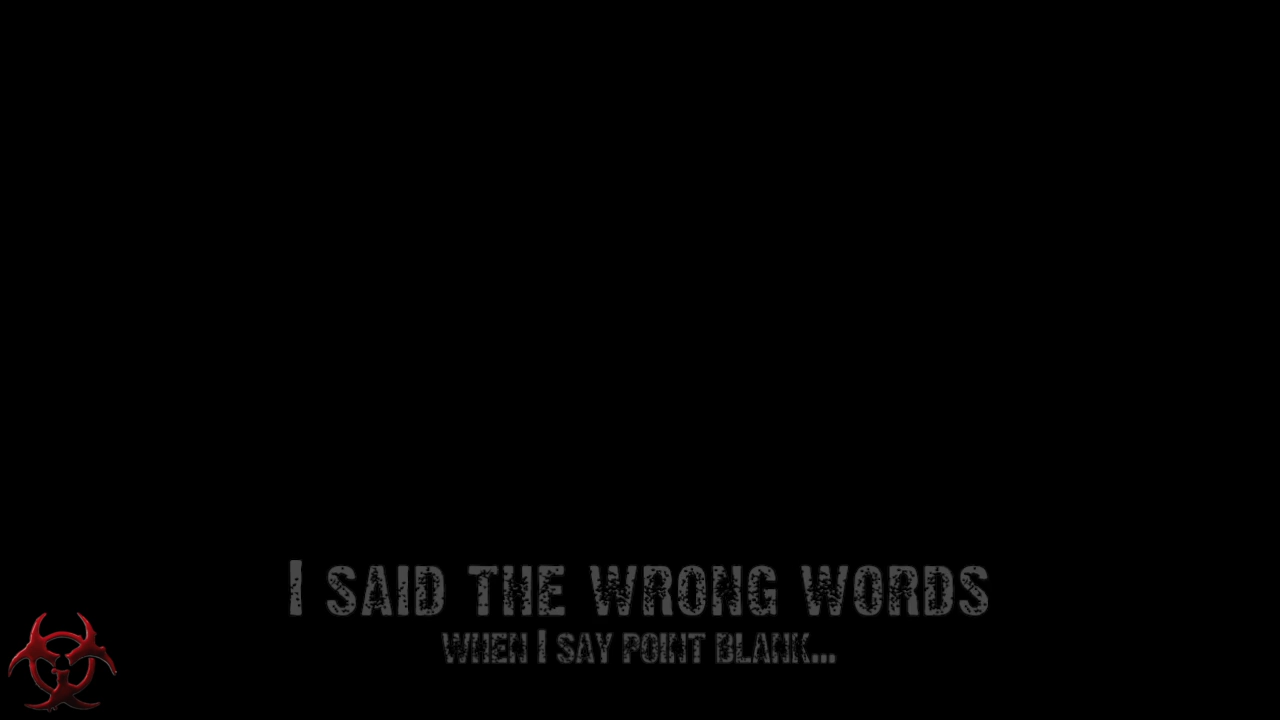 I SAID THE WRONG WORDS
WHEN I SAY POINT BLANK...